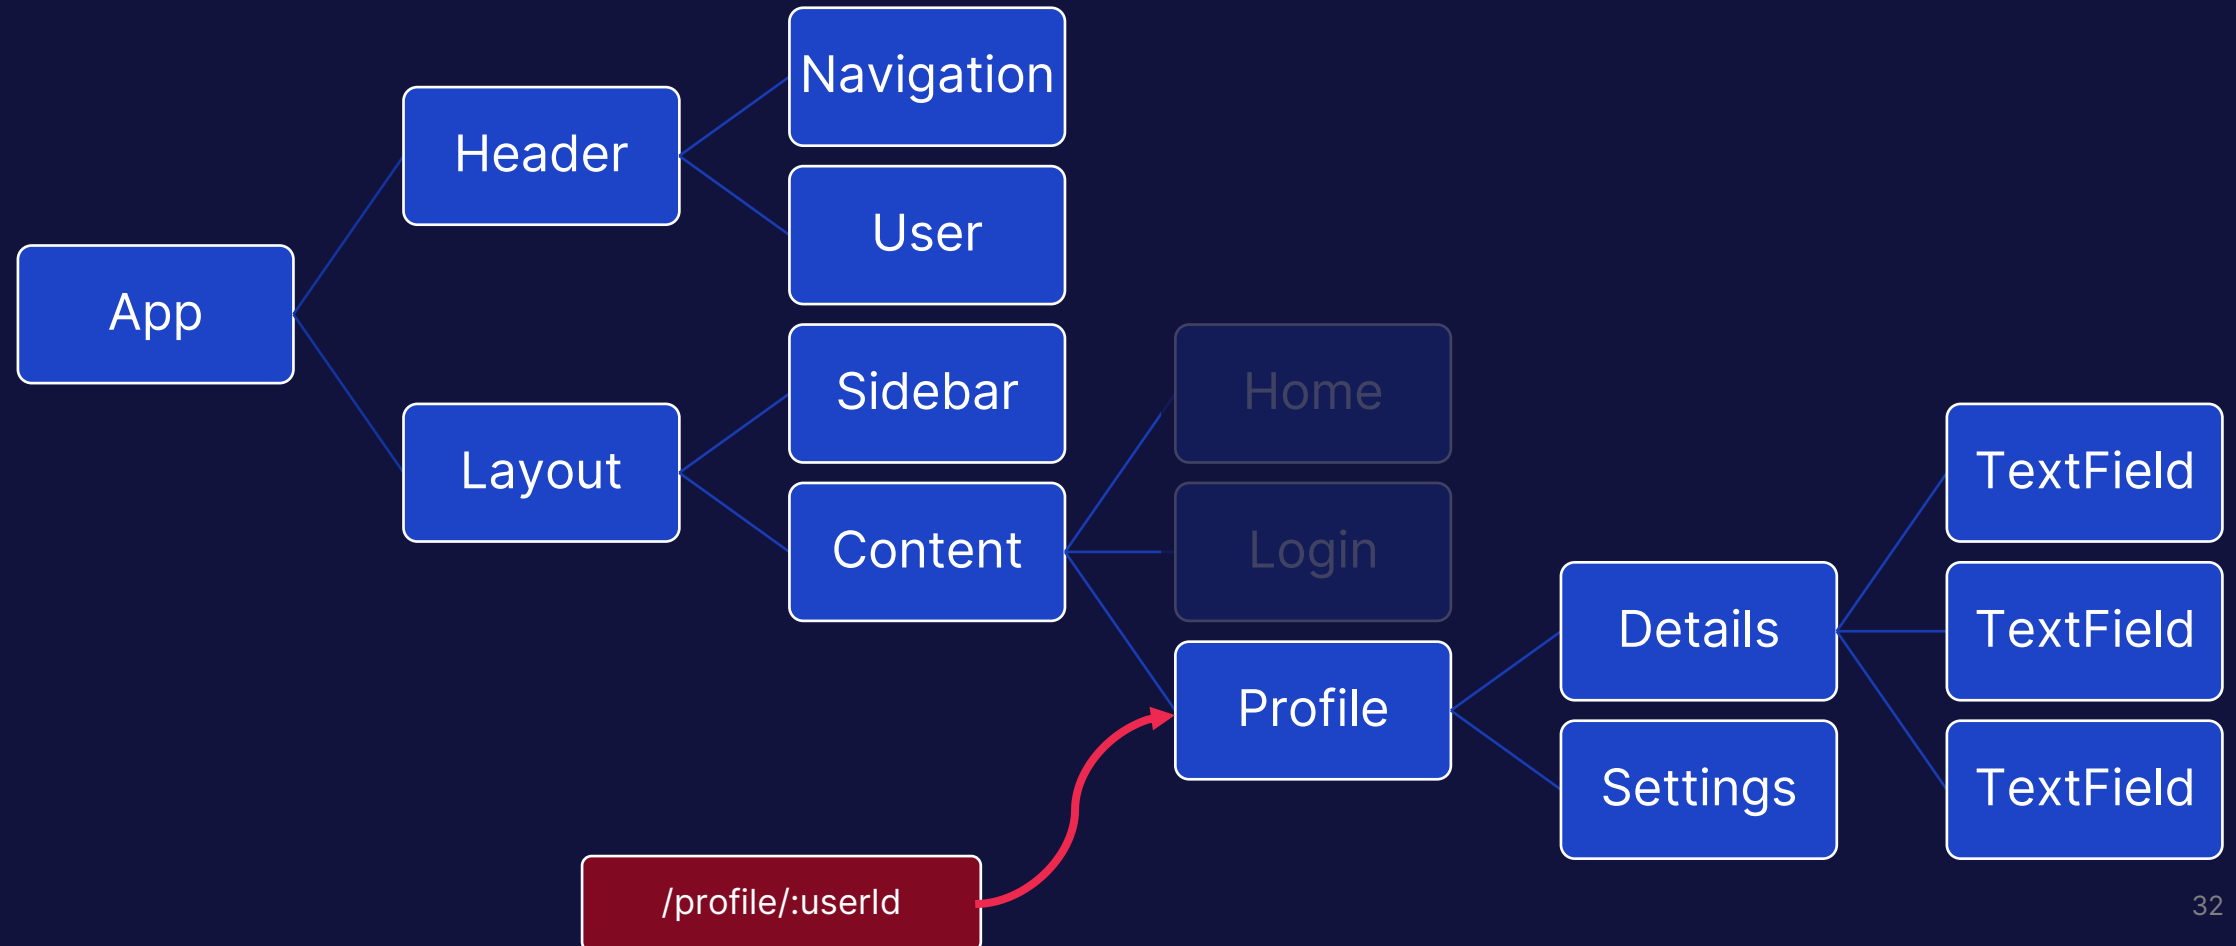 App
Header
Layout
Navigation
User
Sidebar
Content
Home
Login
Profile
Details
Settings
TextField
TextField
TextField
/profile/:userId
32